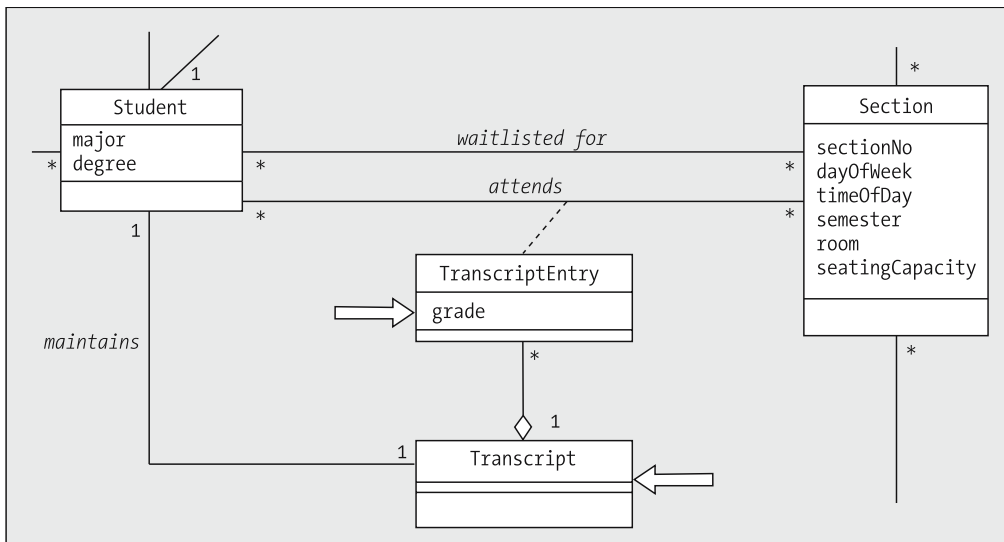 1
Student
major
degree
*
*
*
1
waitlisted for
attends
*
*
*
Section
sectionNo
dayOfWeek
timeOfDay
semester
room
seatingCapacity
*
TranscriptEntry
grade
*
maintains
1
1
Transcript